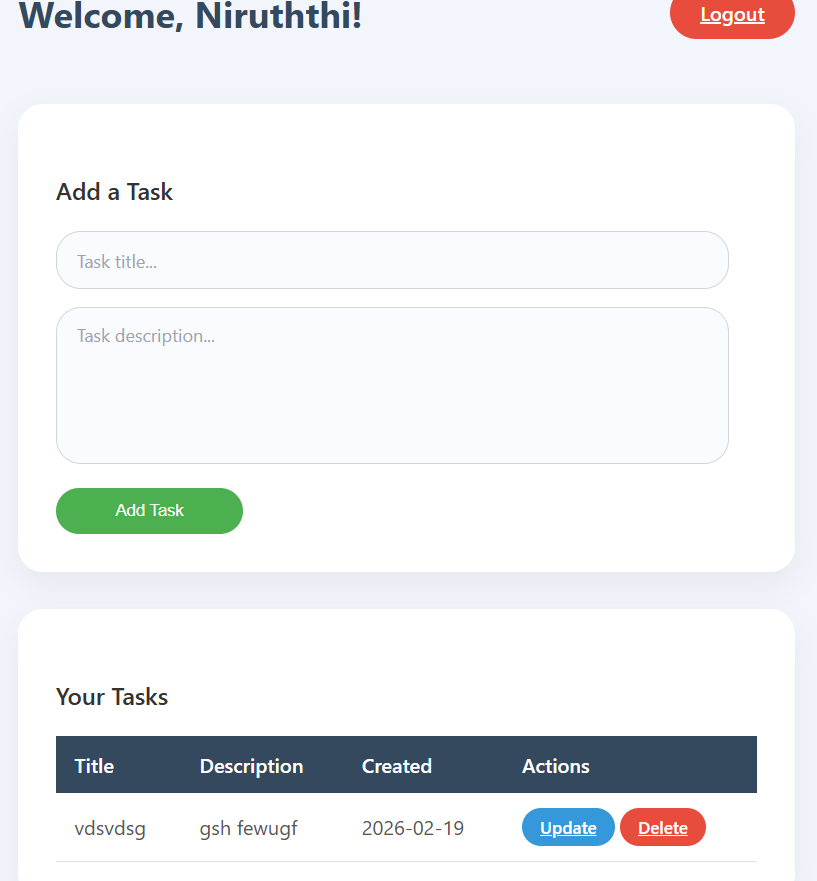 Welcome, Niruththi!
Logout
Add a Task
Task title...
Task description...
Add Task
Your Tasks
Title Description Created Actions
vdsvdsg gsh fewugf 2026-02-19 Update Delete